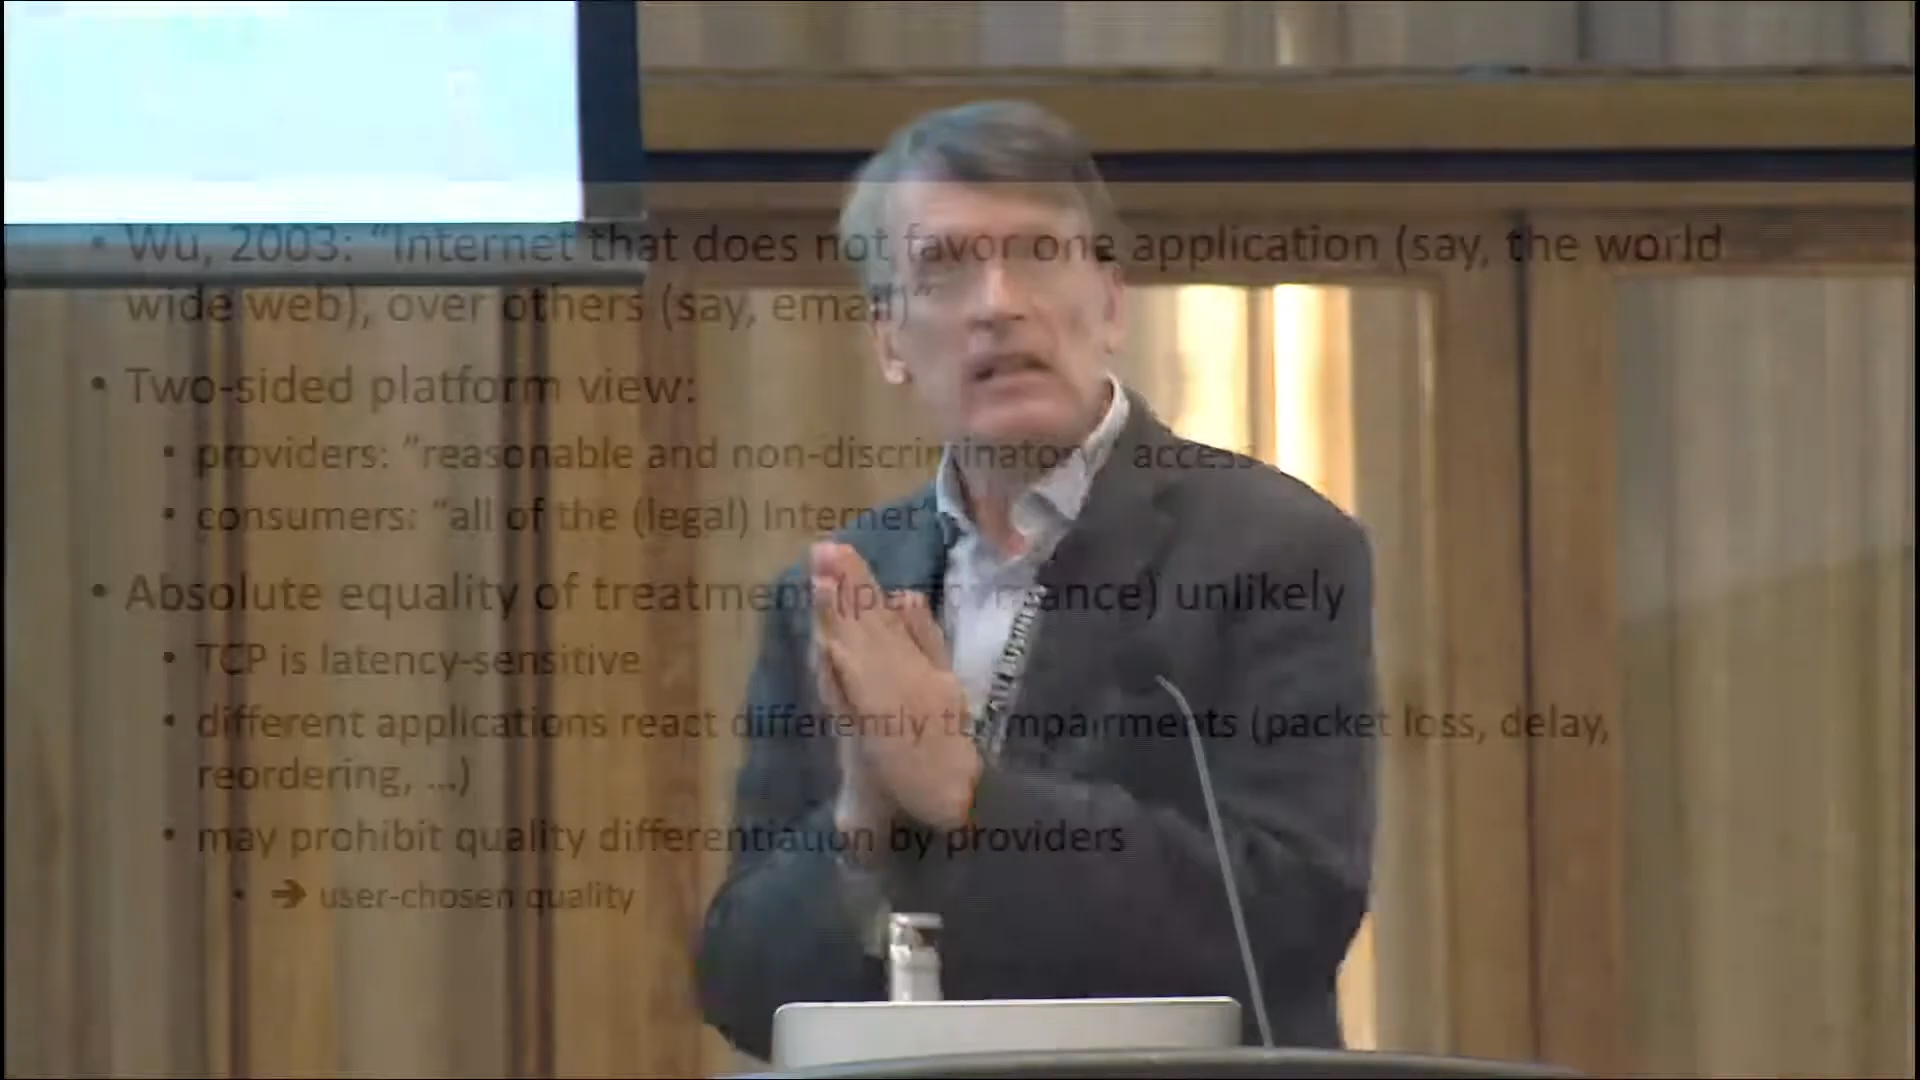 • Wu, 2003: “Internet that does not favor one application (say, the world
wide web), over others (say, email)”
• Two-sided platform view:
• providers: ”reasonable and non-discriminatory” access
• consumers: “all of the (legal) Internet”
• Absolute equality of treatment (performance) unlikely
• TCP is latency-sensitive
• different applications react differently to impairments (packet loss, delay,
reordering, ...)
• may prohibit quality differentiation by providers
• ➔ user-chosen quality